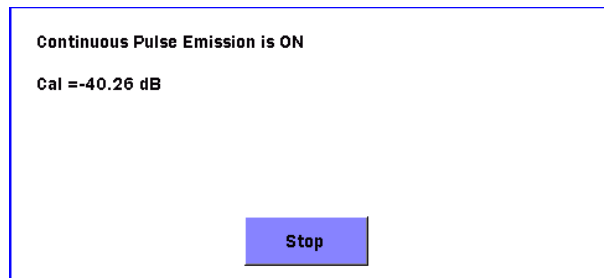 Continuous Pulse Emission is ON
Cal =-40.26 dB
Stop